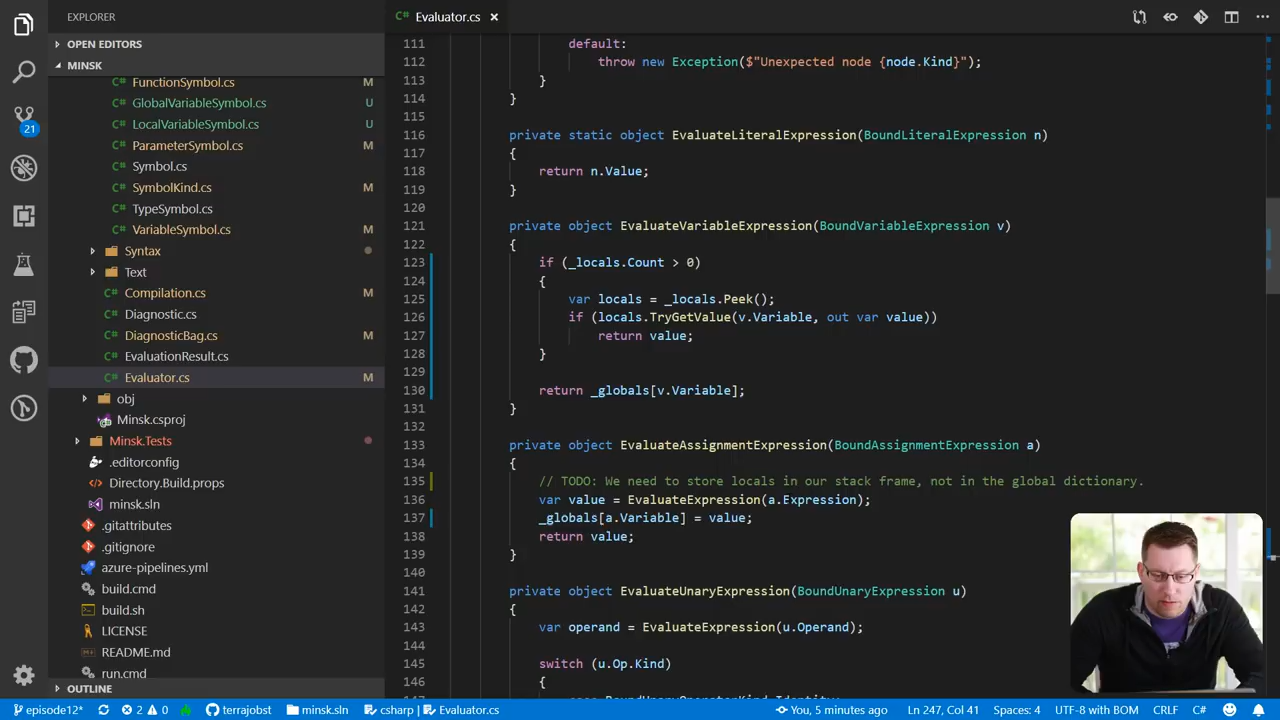 EXPLORER
OPEN EDITORS
MINSK
C# FunctionSymbol.cs M
C# GlobalVariableSymbol.cs U
C# LocalVariableSymbol.cs U
C# ParameterSymbol.cs M
C# Symbol.cs
C# SymbolKind.cs M
C# TypeSymbol.cs
C# VariableSymbol.cs M
Syntax
Text
C# Compilation.cs M
C# Diagnostic.cs
C# DiagnosticBag.cs M
C# EvaluationResult.cs
C# Evaluator.cs M
obj
Minsk.csproj
Minsk.Tests
.editorconfig
Directory.Build.props
minsk.sln
.gitattributes
.gitignore
azure-pipelines.yml
build.cmd
build.sh
LICENSE
README.md
run.cmd
OUTLINE
29
C# Evaluator.cs
111 default:
112 throw new Exception($"Unexpected node {node.Kind}");
113 }
114 }
115
116 private static object EvaluateLiteralExpression(BoundLiteralExpression n)
117 {
118 return n.Value;
119 }
120
121 private object EvaluateVariableExpression(BoundVariableExpression v)
122 {
123 if (_locals.Count > 0)
124 {
125 var locals = _locals.Peek();
126 if (locals.TryGetValue(v.Variable, out var value))
127 return value;
128 }
129
130 return _globals[v.Variable];
131 }
132
133 private object EvaluateAssignmentExpression(BoundAssignmentExpression a)
134 {
135 // TODO: We need to store locals in our stack frame, not in the global dictionary.
136 var value = EvaluateExpression(a.Expression);
137 _globals[a.Variable] = value;
138 return value;
139 }
140
141 private object EvaluateUnaryExpression(BoundUnaryExpression u)
142 {
143 var operand = EvaluateExpression(u.Operand);
144
145 switch (u.Op.Kind)
146 {
147 case BoundUnaryOperatorKind.Identity:
episode12* 2 0 terrajobst minsk.sln csharp Evaluator.cs You, 5 minutes ago Ln 247, Col 41 Spaces: 4 UTF-8 with BOM CRLF C#